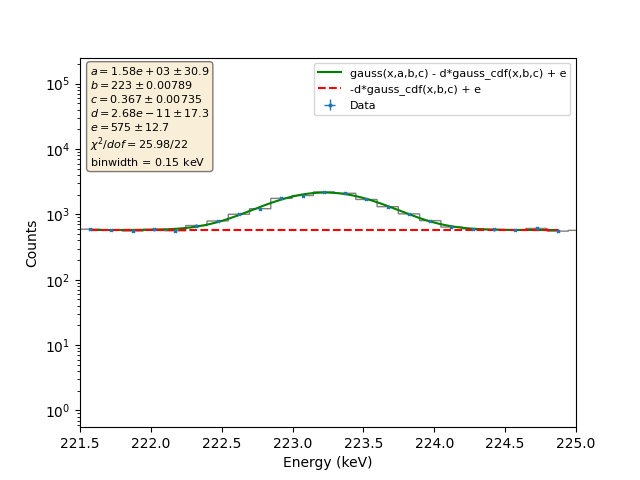 a = 1.58e + 03 ± 30.9
b = 223 ± 0.00789
c = 0.367 ± 0.00735
d = 2.68e − 11 ± 17.3
e = 575 ± 12.7
χ²/dof = 25.98/22
binwidth = 0.15 keV
gauss(x,a,b,c) - d*gauss_cdf(x,b,c) + e
-d*gauss_cdf(x,b,c) + e
Data
10⁵
10⁴
10³
10²
10¹
10⁰
Counts
221.5 222.0 222.5 223.0 223.5 224.0 224.5 225.0
Energy (keV)